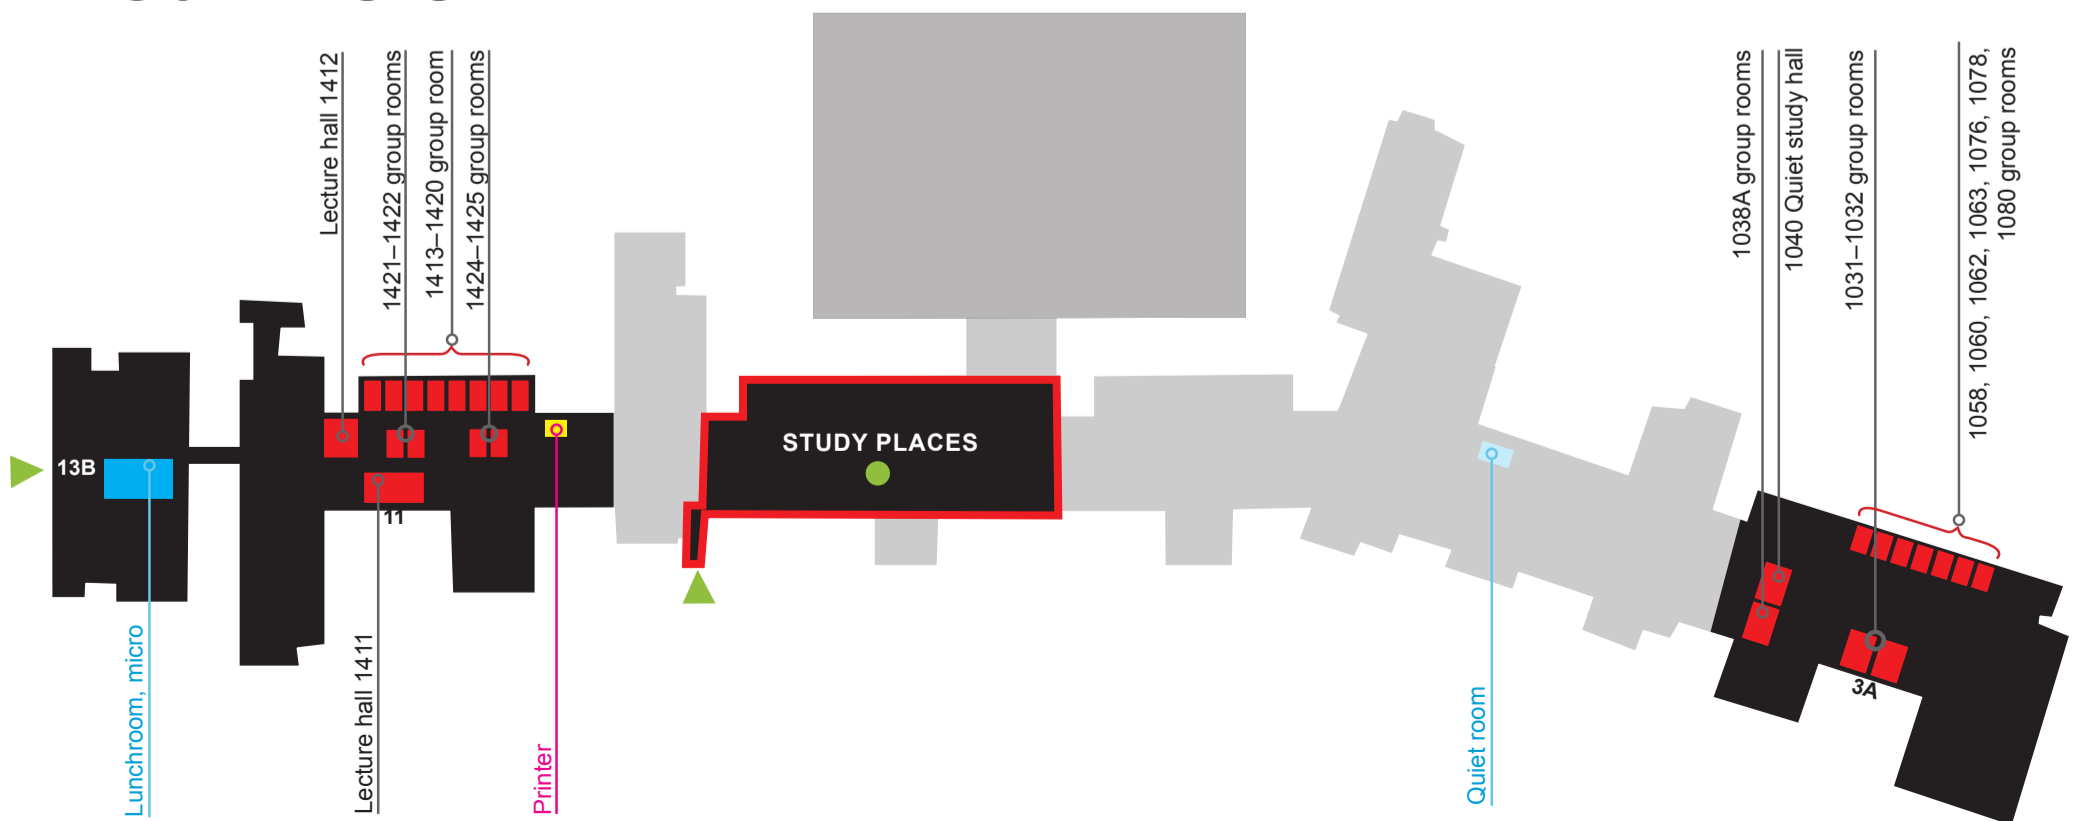 Lecture hall 1412
1421–1422 group rooms
1413–1420 group room
1424–1425 group rooms
1038A group rooms
1040 Quiet study hall
1031–1032 group rooms
1058, 1060, 1062, 1063, 1076, 1078,
1080 group rooms
STUDY PLACES
13B
11
3A
Lunchroom, micro
Lecture hall 1411
Printer
Quiet room